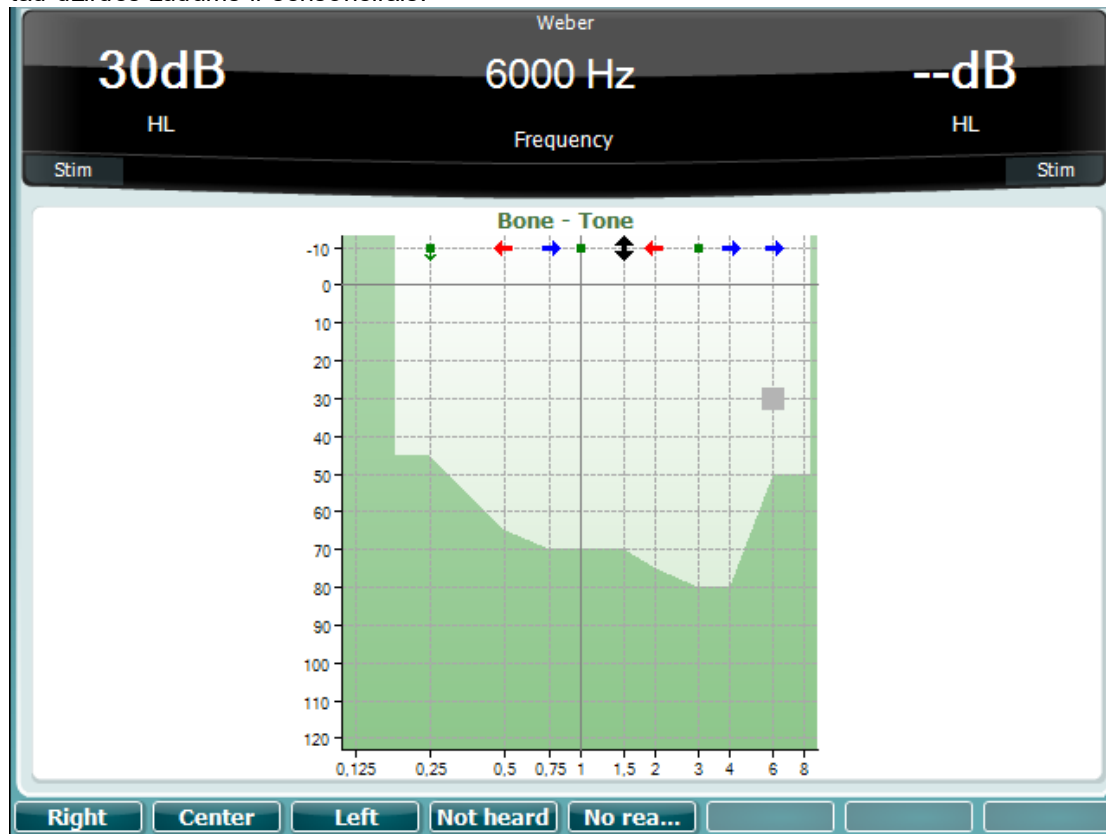 Weber
30dB 6000 Hz --dB
HL Frequency HL
Stim Stim
Bone - Tone
-10
0
10
20
30
40
50
60
70
80
90
100
110
120
0,125 0,25 0,5 0,75 1 1,5 2 3 4 6 8
Right Center Left Not heard No rea...